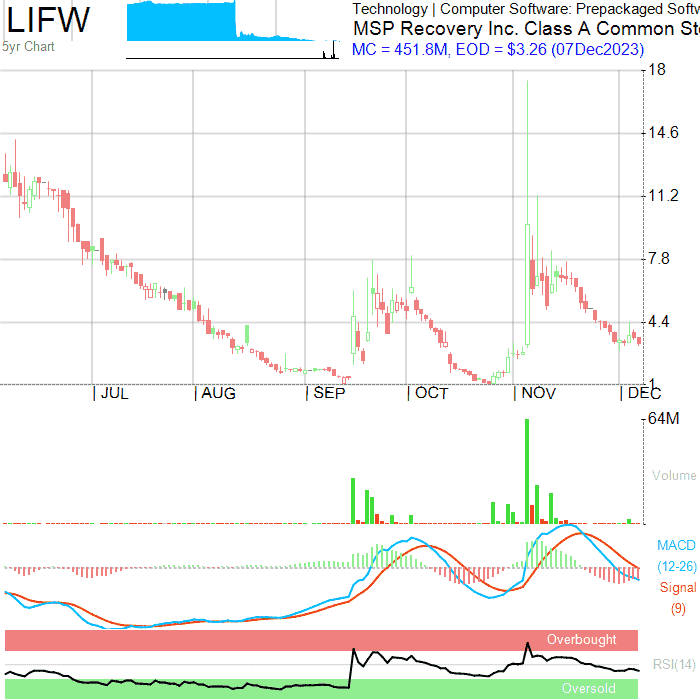 LIFW
5yr Chart
Technology | Computer Software: Prepackaged Softw
MSP Recovery Inc. Class A Common Sto
MC = 451.8M, EOD = $3.26 (07Dec2023)
18
14.6
11.2
7.8
4.4
1
JUL AUG SEP OCT NOV DEC
64M
Volume
MACD
(12-26)
Signal
(9)
Overbought
RSI(14)
Oversold